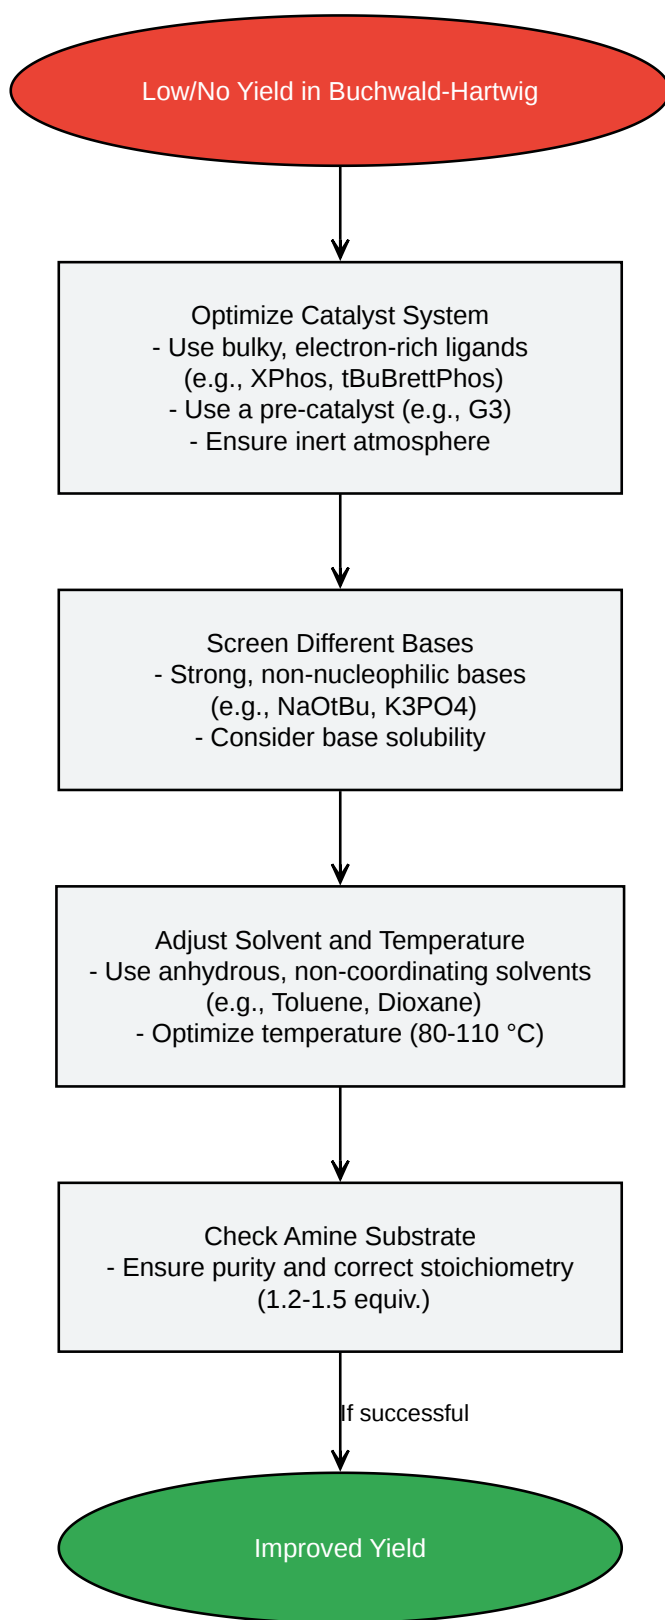 Low/No Yield in Buchwald-Hartwig
Optimize Catalyst System
- Use bulky, electron-rich ligands
(e.g., XPhos, tBuBrettPhos)
- Use a pre-catalyst (e.g., G3)
- Ensure inert atmosphere
Screen Different Bases
- Strong, non-nucleophilic bases
(e.g., NaOtBu, K3PO4)
- Consider base solubility
Adjust Solvent and Temperature
- Use anhydrous, non-coordinating solvents
(e.g., Toluene, Dioxane)
- Optimize temperature (80-110 °C)
Check Amine Substrate
- Ensure purity and correct stoichiometry
(1.2-1.5 equiv.)
If successful
Improved Yield